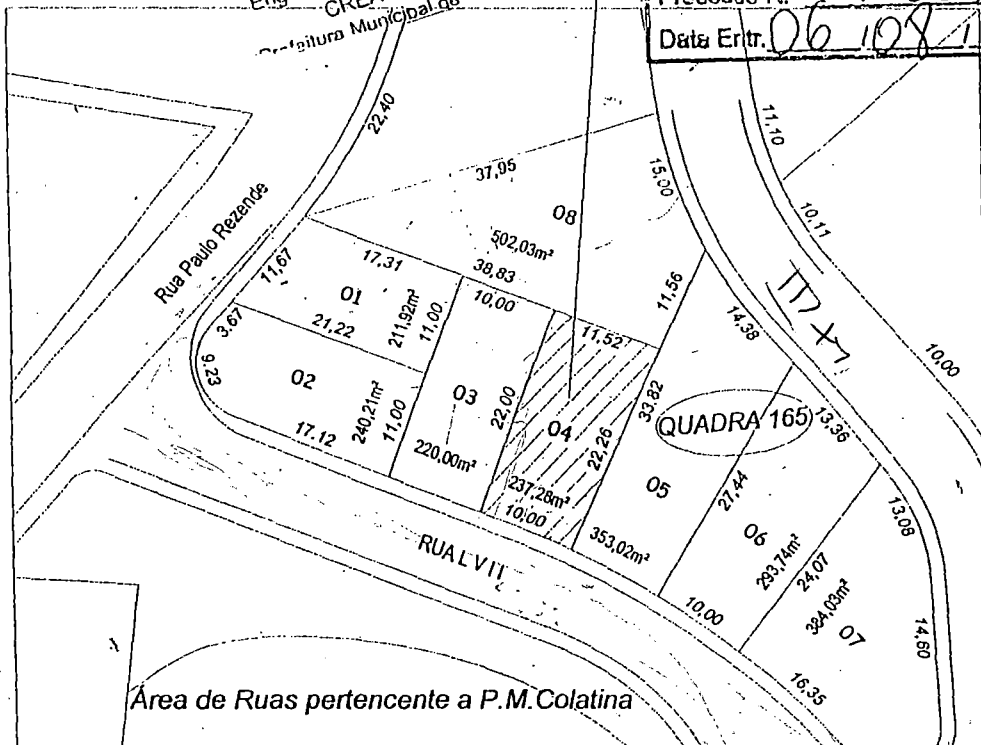 Eng
CREA
Prefeitura Municipal de
Data Entr. 06 / 08 /
22,40
37,95
15,00
11,10
10,11
08
502,03m²
Rua Paulo Rezende
11,67
17,31
38,83
10,00
11,56
14,38
01
211,92m²
11,00
11,52
10,00
3,67
21,22
9,23
02
240,21m²
11,00
03
22,00
04
33,82
22,26
QUADRA 165
13,36
17,12
220,00m²
237,28m²
10,00
05
353,02m²
27,44
06
293,74m²
24,07
13,08
RUA LVII
10,00
384,03m²
07
14,60
16,35
Área de Ruas pertencente a P.M.Colatina